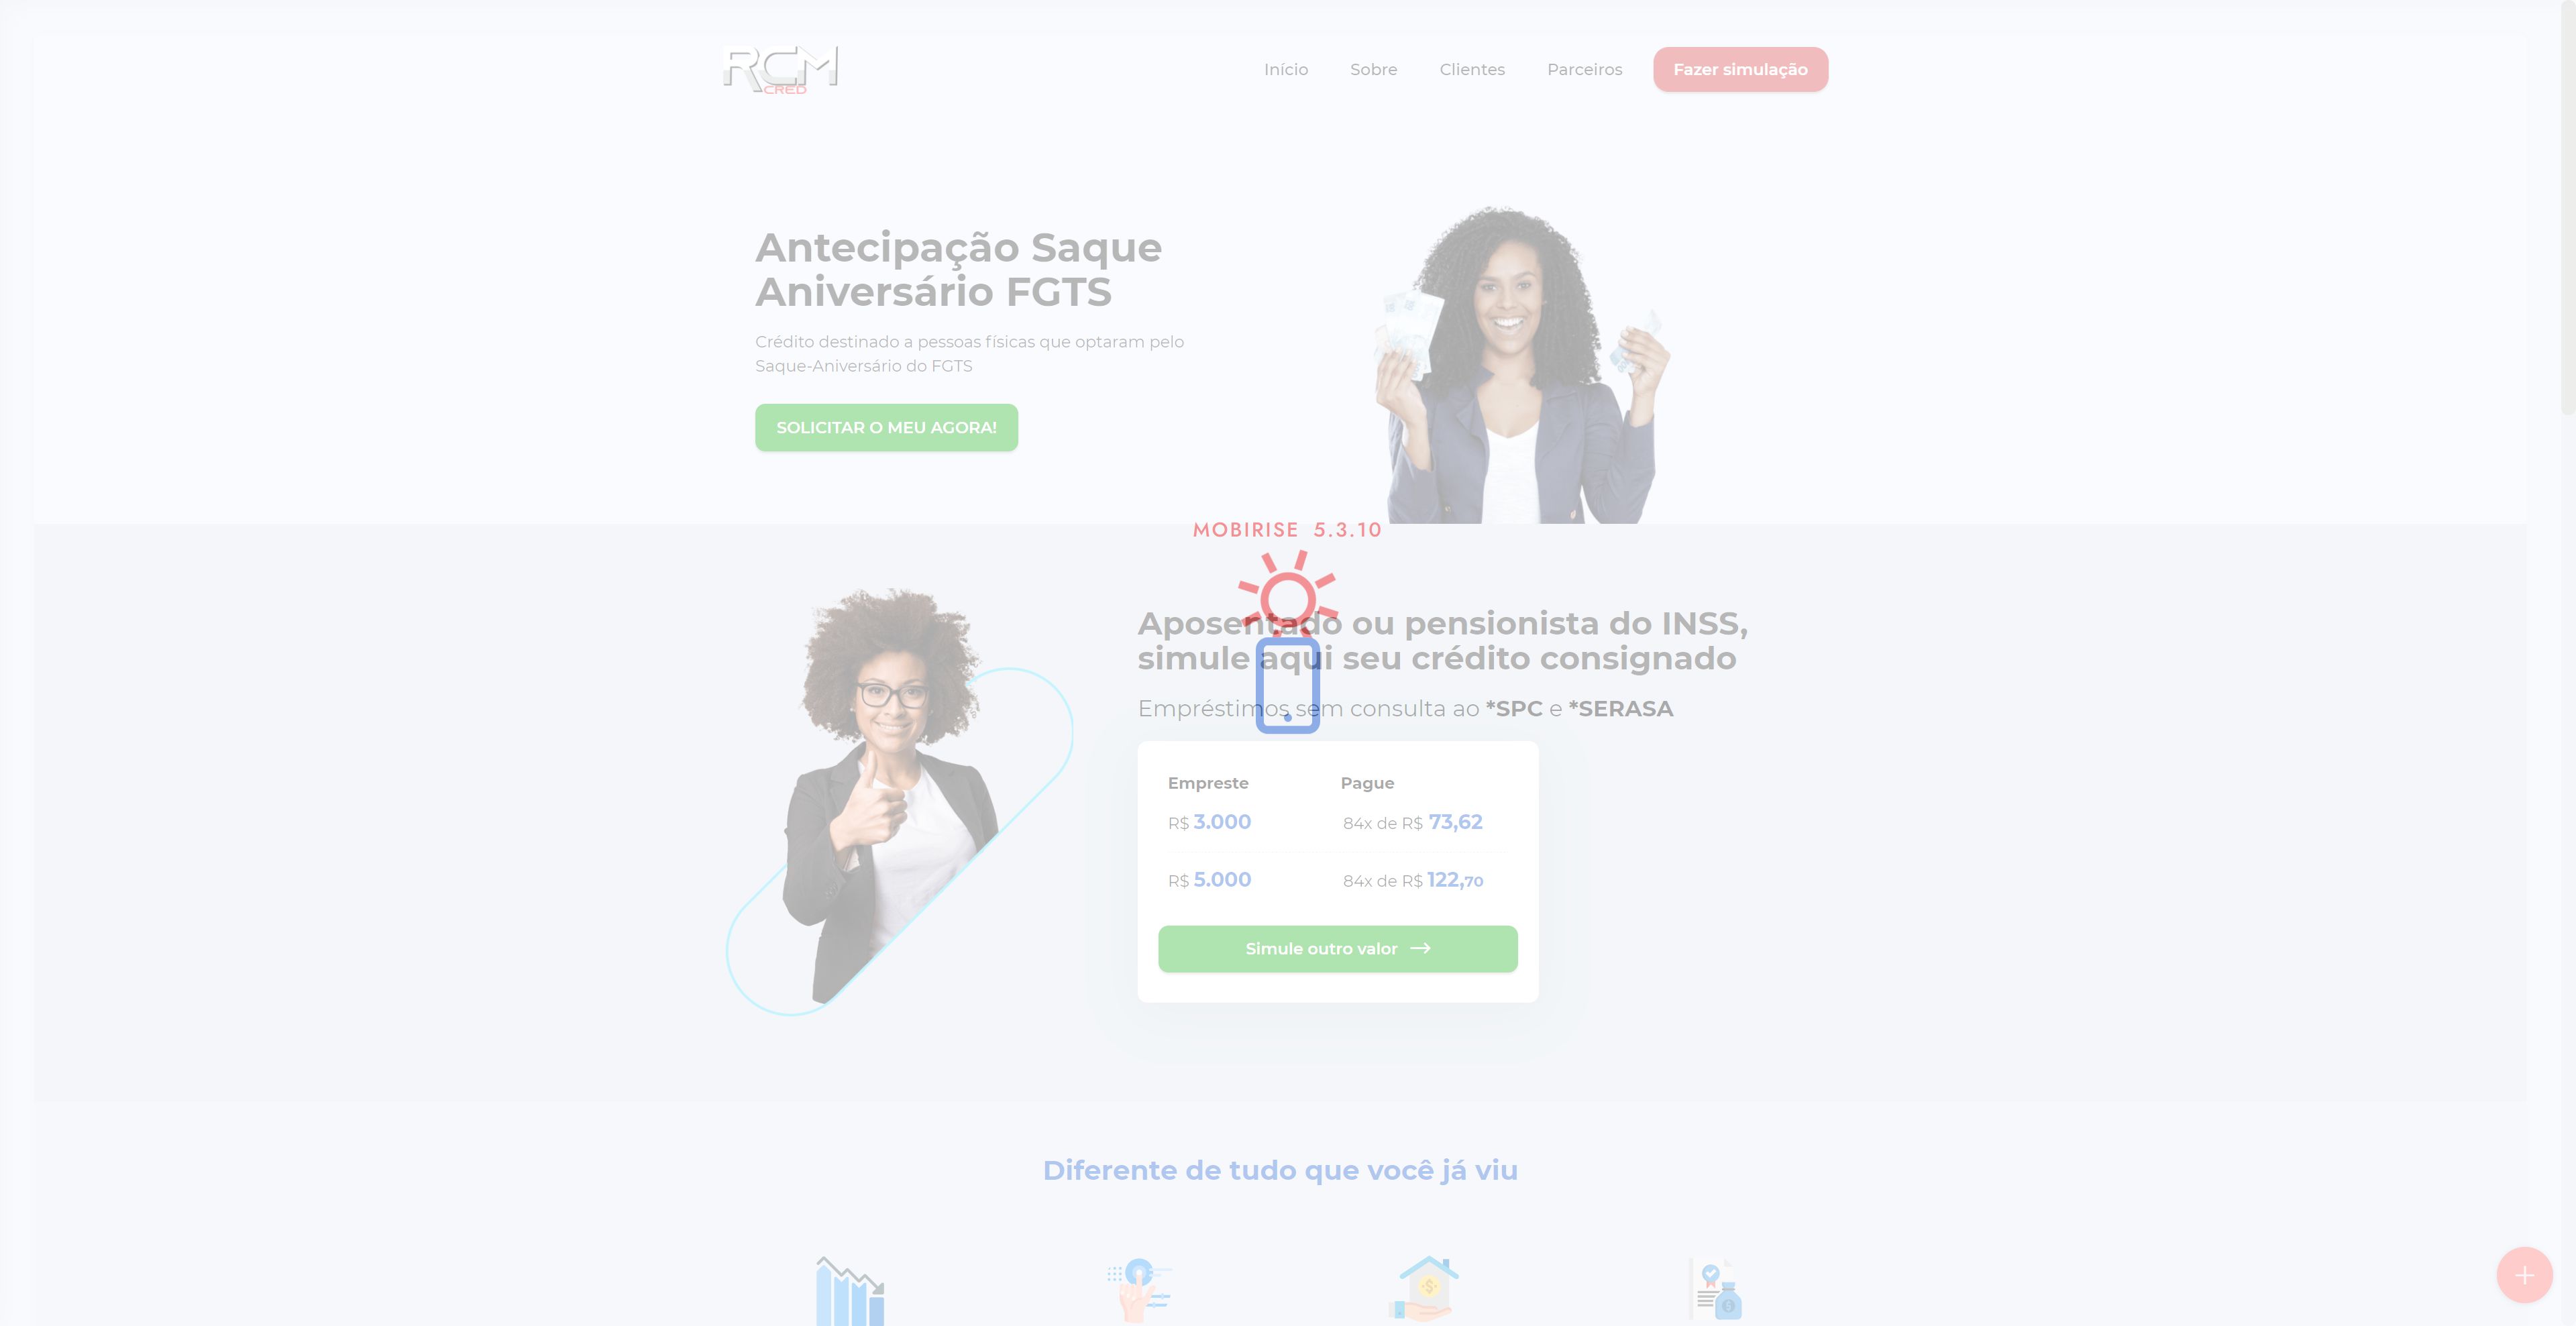 RCM
CRED
Início Sobre Clientes Parceiros Fazer simulação
Antecipação Saque
Aniversário FGTS
Crédito destinado a pessoas físicas que optaram pelo
Saque-Aniversário do FGTS
SOLICITAR O MEU AGORA!
MOBIRISE 5.3.10
Aposentado ou pensionista do INSS,
simule aqui seu crédito consignado
Empréstimos sem consulta ao *SPC e *SERASA
Empreste Pague
R$ 3.000 84x de R$ 73,62
R$ 5.000 84x de R$ 122,70
Simule outro valor →
Diferente de tudo que você já viu